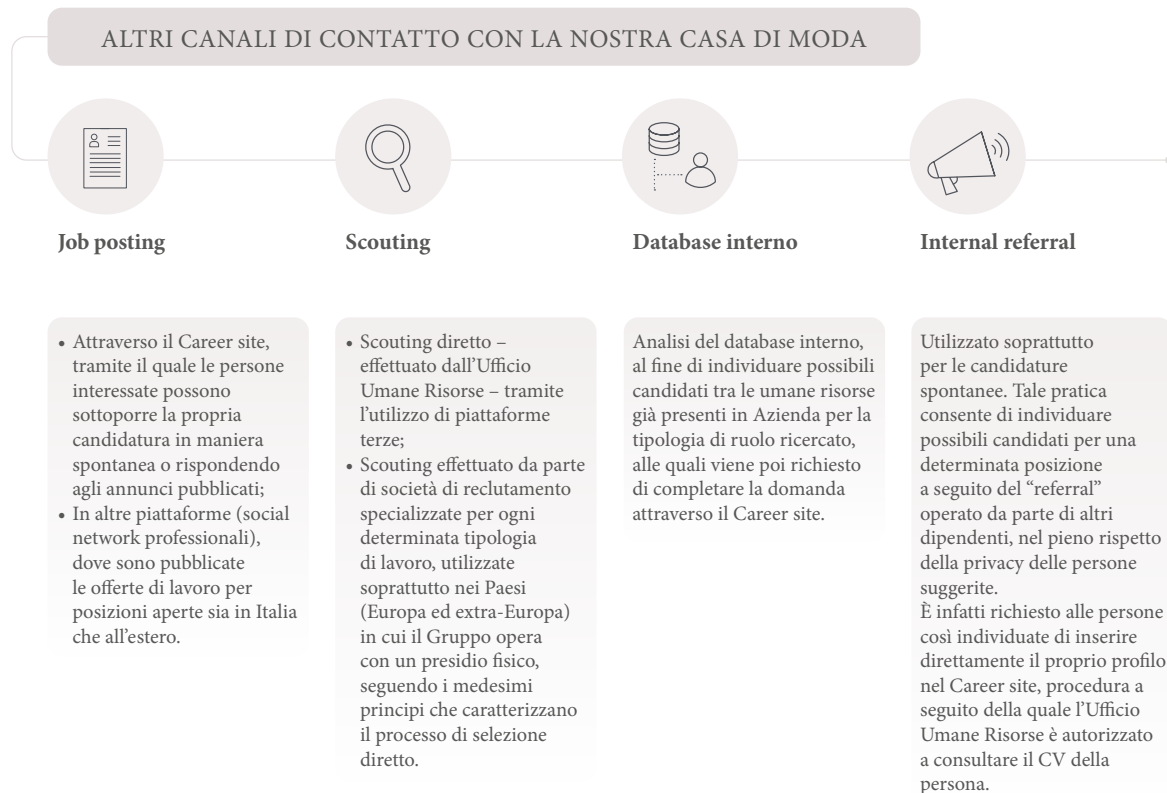 ALTRI CANALI DI CONTATTO CON LA NOSTRA CASA DI MODA
Job posting
• Attraverso il Career site,
tramite il quale le persone
interessate possono
sottoporre la propria
candidatura in maniera
spontanea o rispondendo
agli annunci pubblicati;
• In altre piattaforme (social
network professionali),
dove sono pubblicate
le offerte di lavoro per
posizioni aperte sia in Italia
che all’estero.
Scouting
• Scouting diretto –
effettuato dall’Ufficio
Umane Risorse – tramite
l’utilizzo di piattaforme
terze;
• Scouting effettuato da parte
di società di reclutamento
specializzate per ogni
determinata tipologia
di lavoro, utilizzate
soprattutto nei Paesi
(Europa ed extra-Europa)
in cui il Gruppo opera
con un presidio fisico,
seguendo i medesimi
principi che caratterizzano
il processo di selezione
diretto.
Database interno
Analisi del database interno,
al fine di individuare possibili
candidati tra le umane risorse
già presenti in Azienda per la
tipologia di ruolo ricercato,
alle quali viene poi richiesto
di completare la domanda
attraverso il Career site.
Internal referral
Utilizzato soprattutto
per le candidature
spontanee. Tale pratica
consente di individuare
possibili candidati per una
determinata posizione
a seguito del “referral”
operato da parte di altri
dipendenti, nel pieno rispetto
della privacy delle persone
suggerite.
È infatti richiesto alle persone
così individuate di inserire
direttamente il proprio profilo
nel Career site, procedura a
seguito della quale l’Ufficio
Umane Risorse è autorizzato
a consultare il CV della
persona.